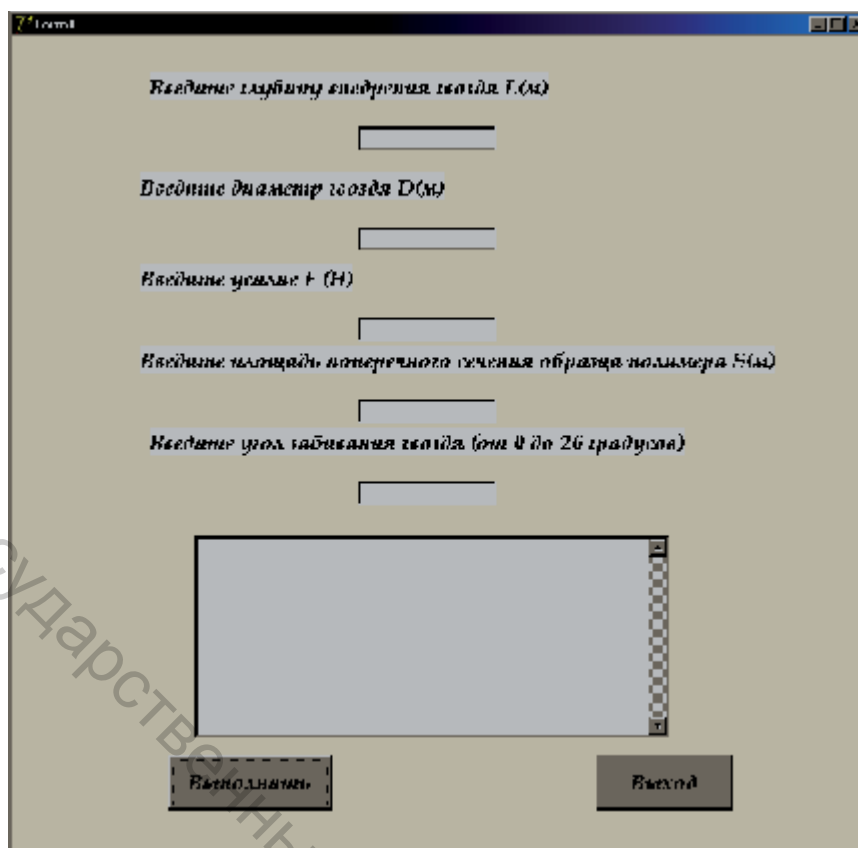 Form1
Введите глубину внедрения гвоздя L(м)
Введите диаметр гвоздя D(м)
Введите усилие F (Н)
Введите площадь поперечного сечения образца полимера S(м)
Введите угол забивания гвоздя (от 0 до 26 градусов)
Выполнить
Выход
сударственны